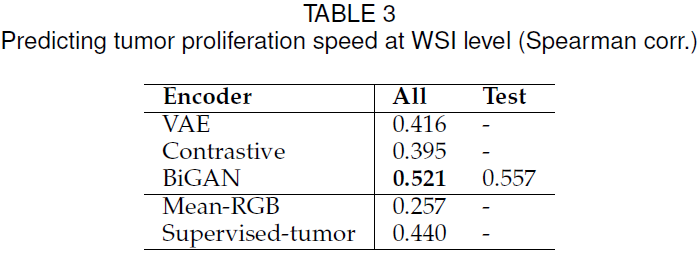 TABLE 3
Predicting tumor proliferation speed at WSI level (Spearman corr.)
Encoder All Test
VAE 0.416 -
Contrastive 0.395 -
BiGAN 0.521 0.557
Mean-RGB 0.257 -
Supervised-tumor 0.440 -